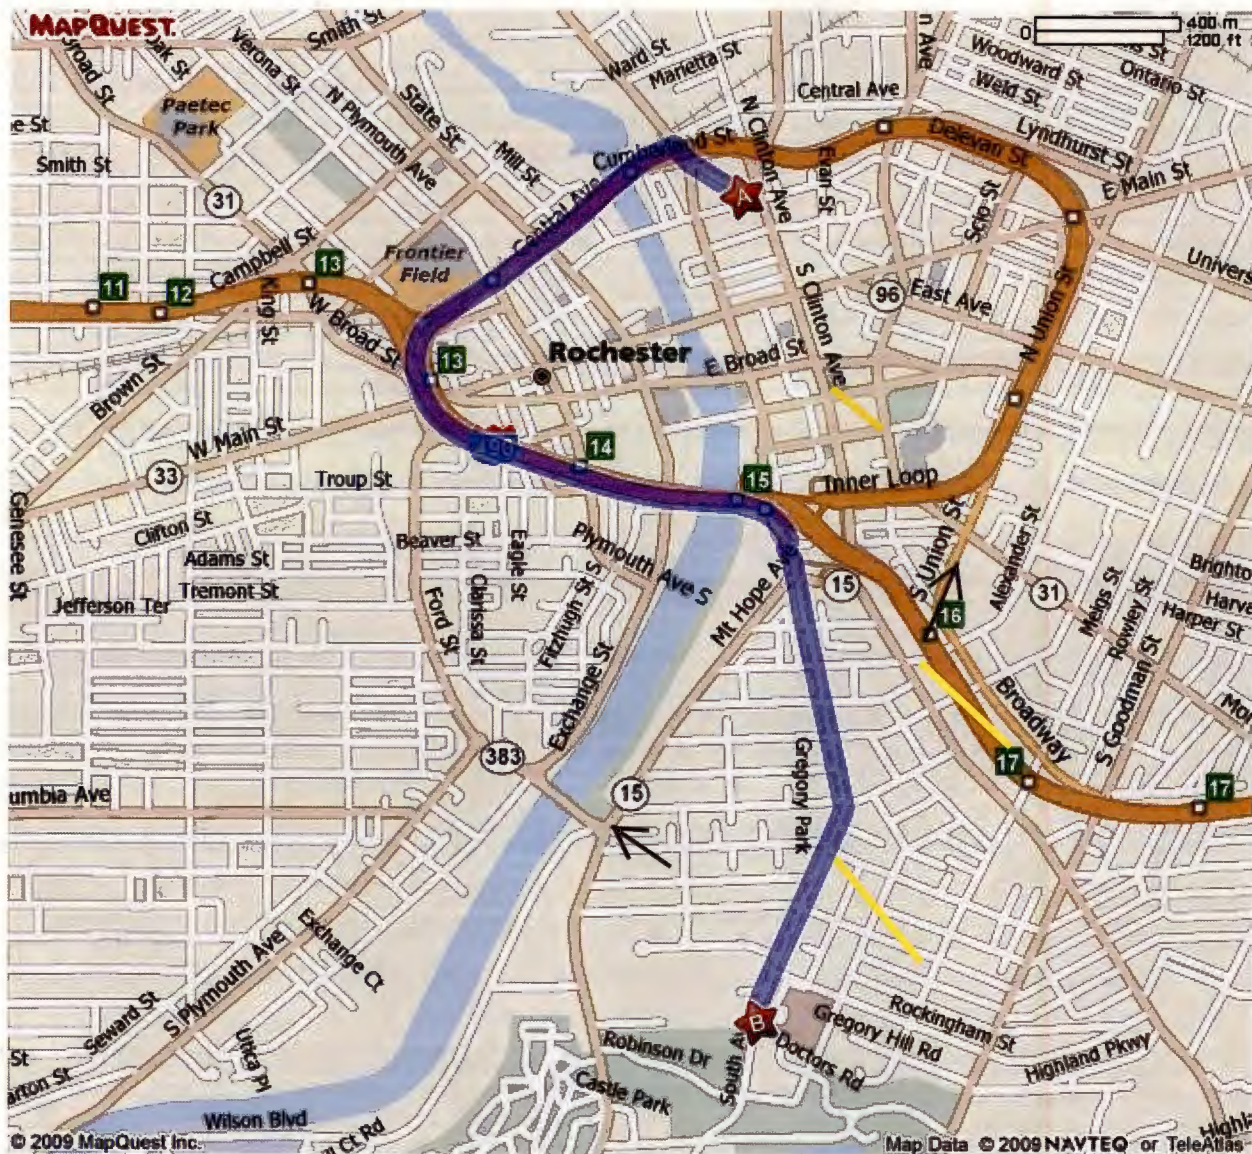 MAPQUEST.
0
400 m
1200 ft
Broad St
Oak St
Verona St
Smith St
Ward St
Marietta St
Woodward St
Weld St
Ontario St
Central Ave
Paetec
Park
N Plymouth Ave
State St
Mill St
Cumberland St
N Clinton Ave
Delevan St
Lyndhurst St
E Main St
Smith St
31
Central Ave
A
Scio St
Campbell St
Frontier
Field
13
11
12
King St
W Broad St
S Clinton Ave
96
East Ave
N Union St
13
Rochester
E Broad St
Brown St
W Main St
33
14
15
Inner Loop
Troup St
Genesee St
Clifton St
Adams St
Tremont St
Jefferson Ter
Beaver St
Eagle St
Clarissa St
Ford St
Plymouth Ave S
Fitzhugh St S
Exchange St
Mt Hope Ave
15
S Union St
Alexander St
31
16
Meigs St
Rowley St
Harper St
S Goodman St
Broadway
17
17
383
15
Gregory Park
Exchange Ct
S Plymouth Ave
Seward St
Utica Pl
B
Rockingham St
Gregory Hill Rd
Doctors Rd
Robinson Dr
Castle Park
Highland Pkwy
Wilson Blvd
© 2009 MapQuest Inc.
Map Data © 2009 NAVTEQ or TeleAtlas